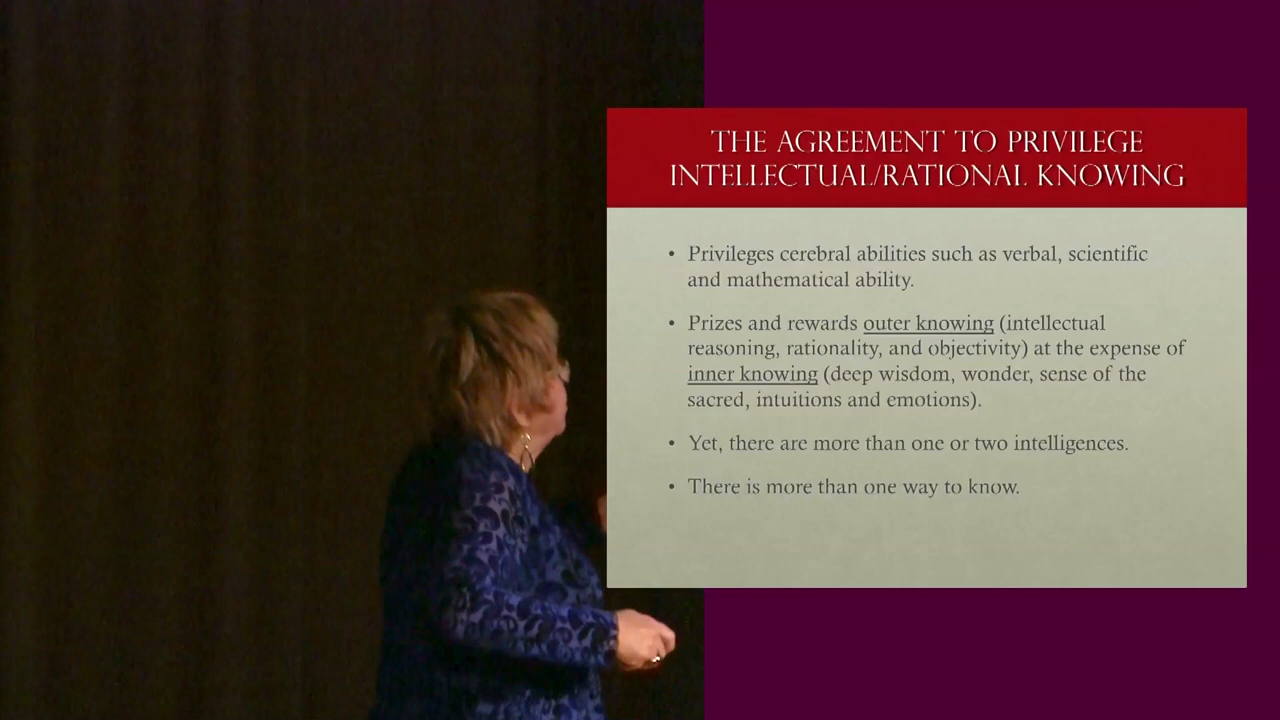 THE AGREEMENT TO PRIVILEGE
INTELLECTUAL/RATIONAL KNOWING
• Privileges cerebral abilities such as verbal, scientific
and mathematical ability.
• Prizes and rewards outer knowing (intellectual
reasoning, rationality, and objectivity) at the expense of
inner knowing (deep wisdom, wonder, sense of the
sacred, intuitions and emotions).
• Yet, there are more than one or two intelligences.
• There is more than one way to know.